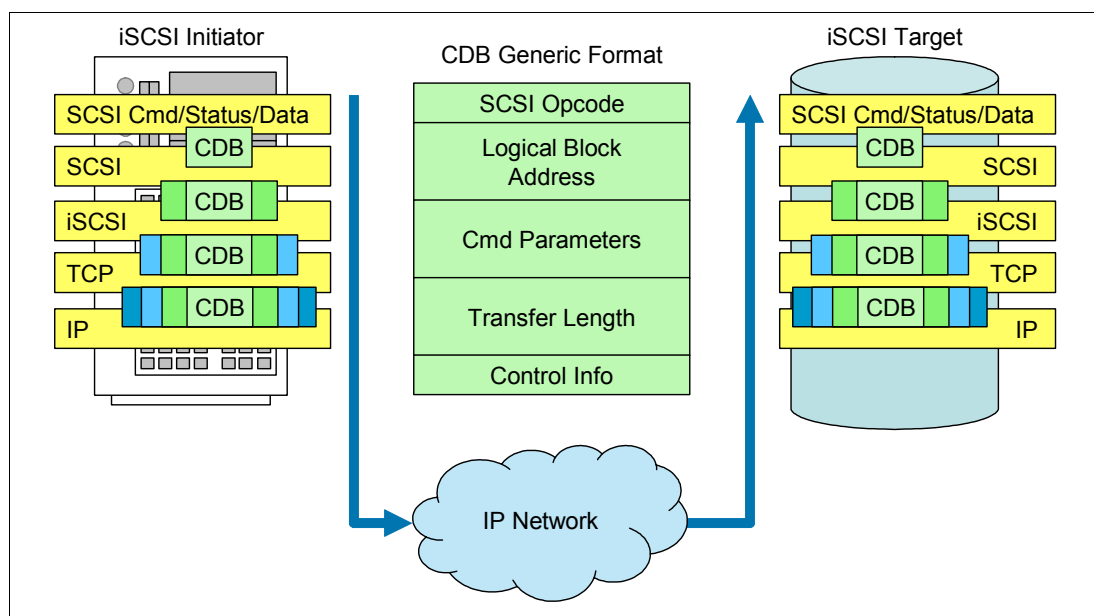 iSCSI Initiator
SCSI Cmd/Status/Data
CDB
SCSI
CDB
iSCSI
CDB
TCP
CDB
IP
CDB Generic Format
SCSI Opcode
Logical Block
Address
Cmd Parameters
Transfer Length
Control Info
IP Network
iSCSI Target
SCSI Cmd/Status/Data
CDB
SCSI
CDB
iSCSI
CDB
TCP
CDB
IP